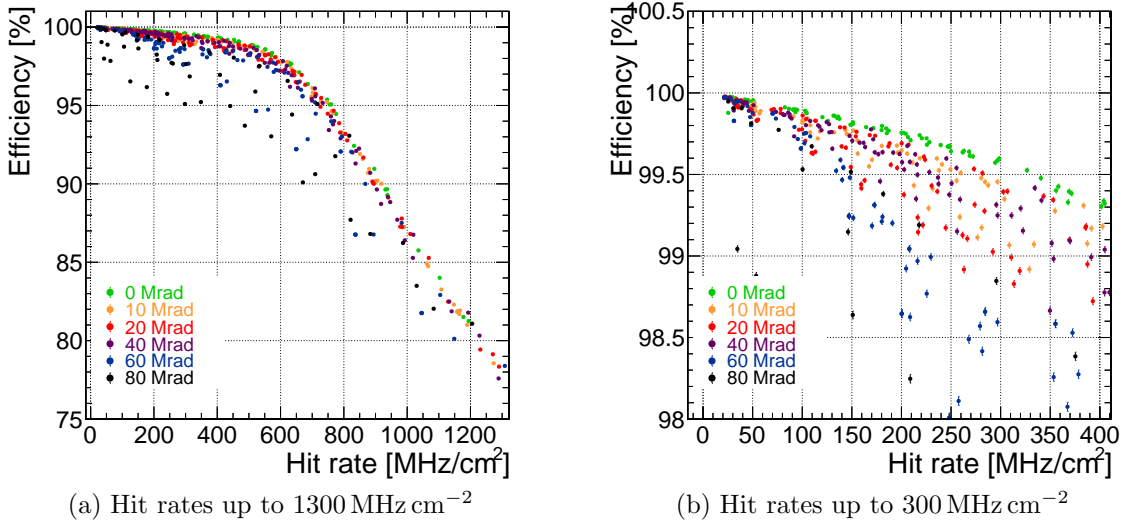 Efficiency [%]
100
95
90
85
80
75
0 Mrad
10 Mrad
20 Mrad
40 Mrad
60 Mrad
80 Mrad
0 200 400 600 800 1000 1200
Hit rate [MHz/cm²]
(a) Hit rates up to 1300 MHz cm⁻²
Efficiency [%]
100.5
100
99.5
99
98.5
98
0 Mrad
10 Mrad
20 Mrad
40 Mrad
60 Mrad
80 Mrad
0 50 100 150 200 250 300 350 400
Hit rate [MHz/cm²]
(b) Hit rates up to 300 MHz cm⁻²